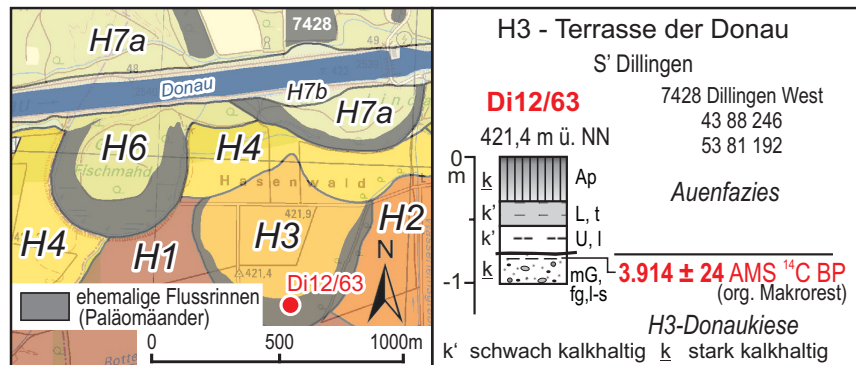 7428
H7a
48
49
Donau
H7b
H7a
H6
H4
Fischmahd
Hasenwald
H4
H1
421,9
H3
H2
N
421,4
Di12/63
ehemalige Flussrinnen
(Paläomäander)
0 500 1000m
H3 - Terrasse der Donau
S' Dillingen
Di12/63
7428 Dillingen West
43 88 246
53 81 192
421,4 m ü. NN
0
m
k Ap
Auenfazies
k' L, t
k' U, l
k mG,
fg,l-s
-1
3.914 ± 24 AMS ¹⁴C BP
(org. Makrorest)
H3-Donaukiese
k' schwach kalkhaltig k stark kalkhaltig